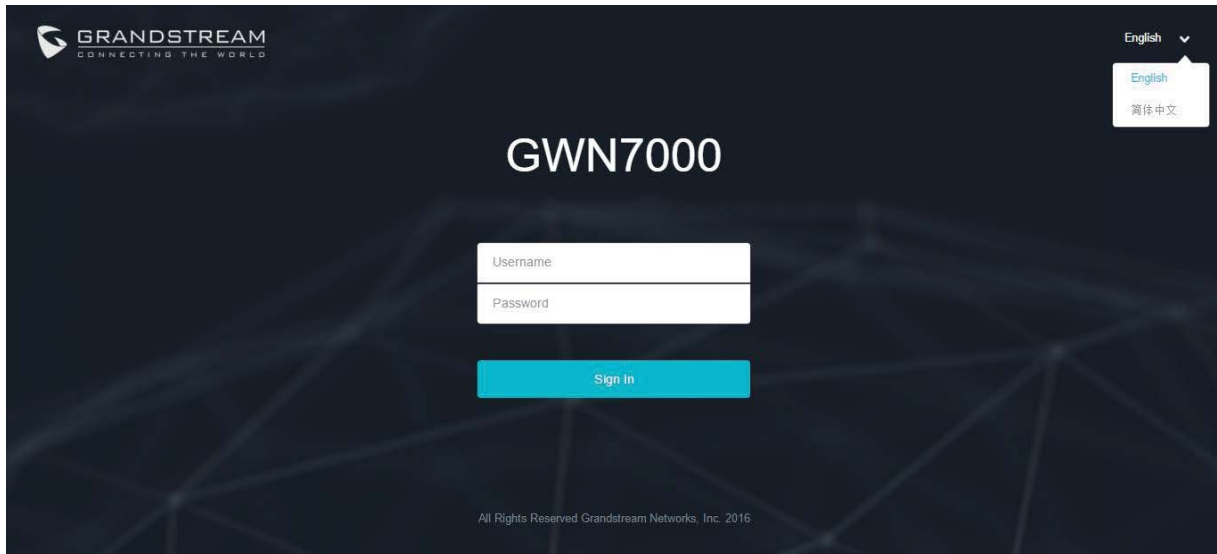 GRANDSTREAM
CONNECTING THE WORLD
English
English
简体中文
GWN7000
Username
Password
Sign In
All Rights Reserved Grandstream Networks, Inc. 2016